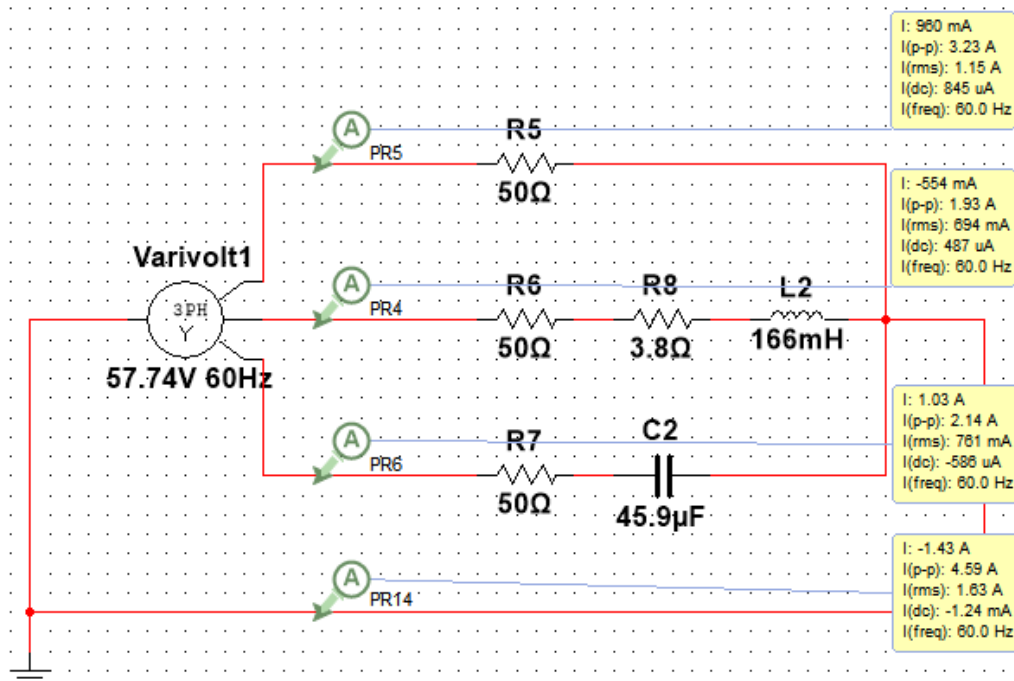 I: 960 mA
I(p-p): 3.23 A
I(rms): 1.15 A
I(dc): 845 uA
I(freq): 60.0 Hz
A
PR5
R5
50Ω
I: -554 mA
I(p-p): 1.93 A
I(rms): 694 mA
I(dc): 487 uA
I(freq): 60.0 Hz
Varivolt1
3PH
Y
57.74V 60Hz
A
PR4
R6
50Ω
R8
3.8Ω
L2
166mH
I: 1.03 A
I(p-p): 2.14 A
I(rms): 761 mA
I(dc): -586 uA
I(freq): 60.0 Hz
A
PR6
R7
50Ω
C2
45.9µF
I: -1.43 A
I(p-p): 4.59 A
I(rms): 1.63 A
I(dc): -1.24 mA
I(freq): 60.0 Hz
A
PR14